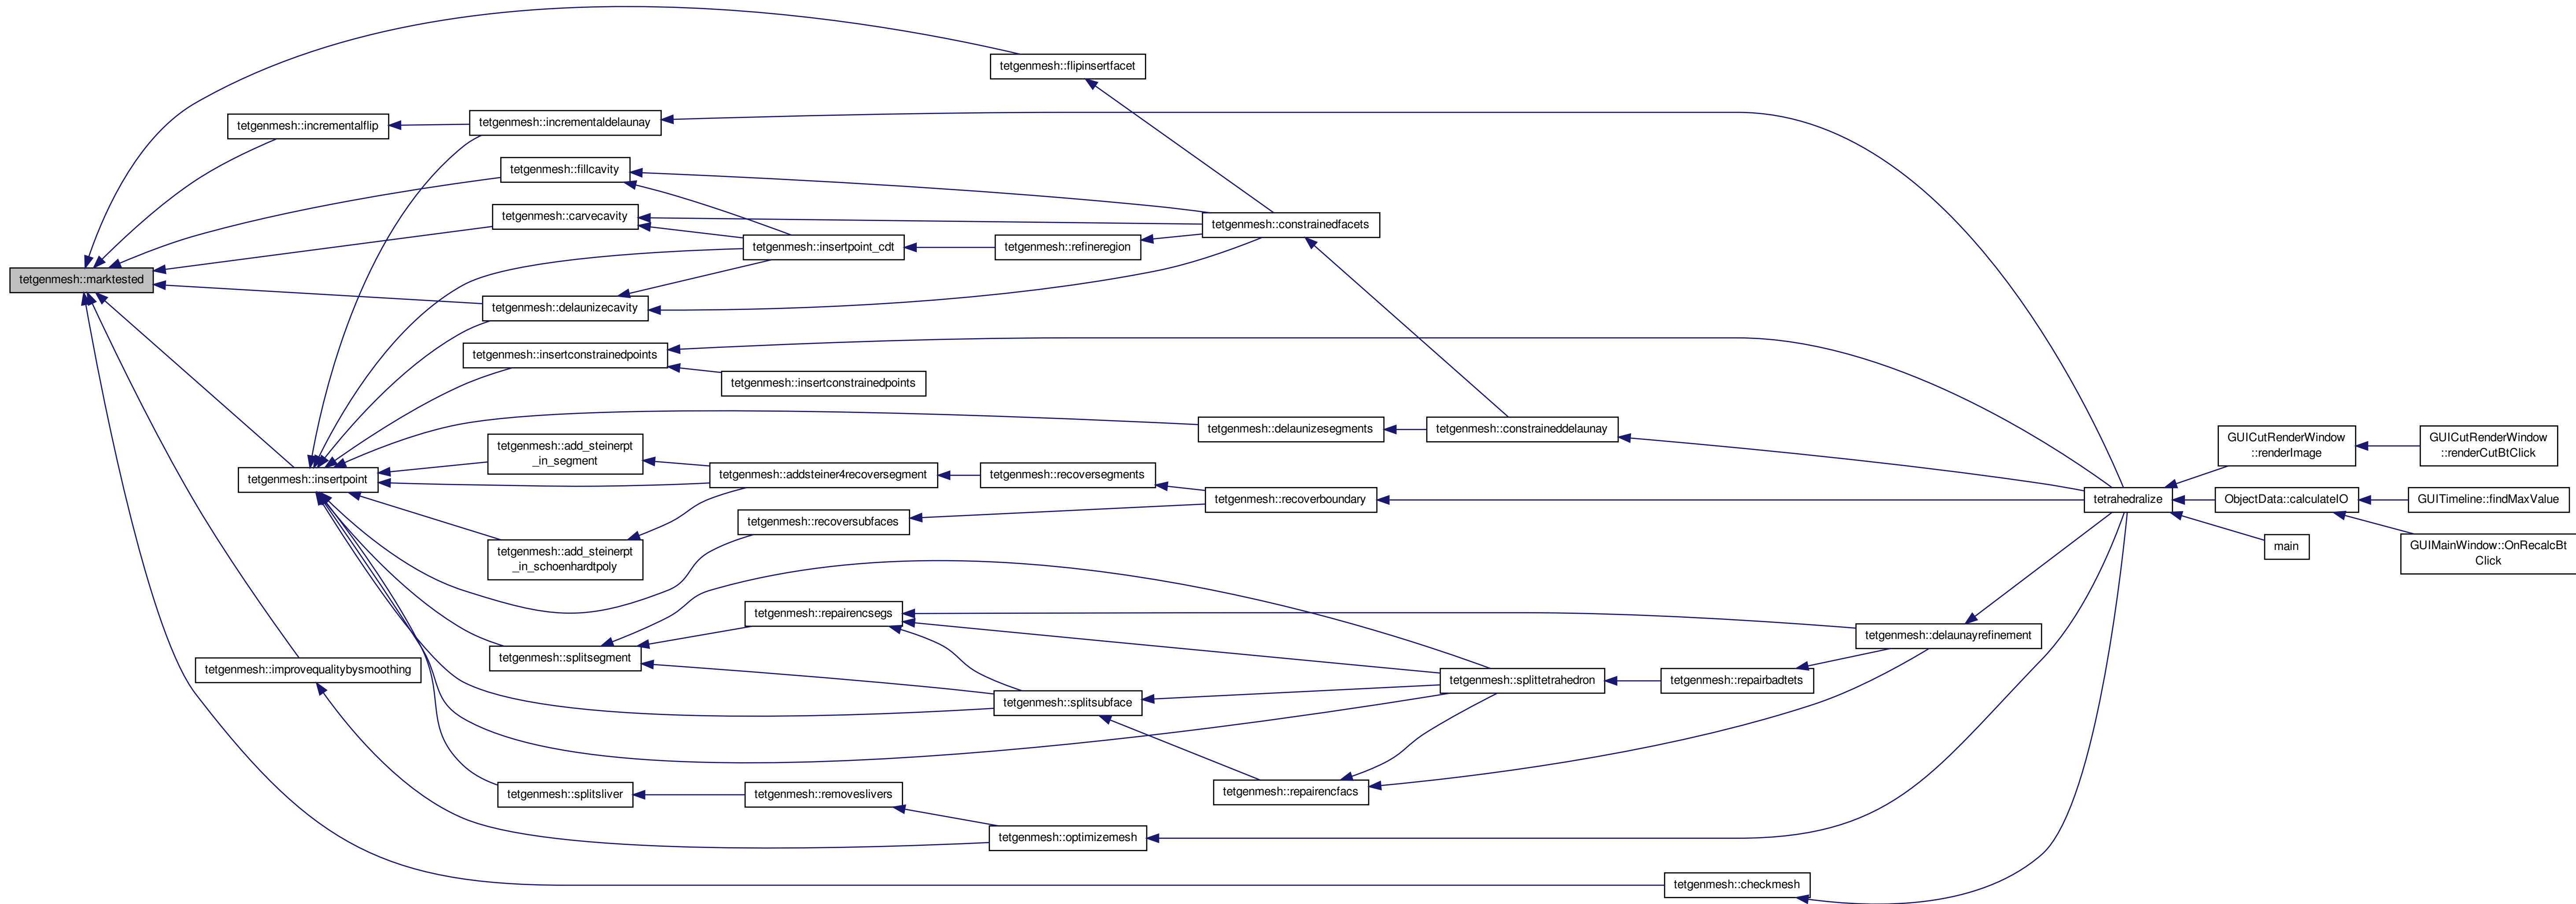 tetgenmesh::marktested
tetgenmesh::flipinsertfacet
tetgenmesh::incrementalflip
tetgenmesh::incrementaldelaunay
tetgenmesh::fillcavity
tetgenmesh::carvecavity
tetgenmesh::insertpoint_cdt
tetgenmesh::refineregion
tetgenmesh::constrainedfacets
tetgenmesh::delaunizecavity
tetgenmesh::insertconstrainedpoints
tetgenmesh::insertconstrainedpoints
tetgenmesh::delaunizesegments
tetgenmesh::constraineddelaunay
tetgenmesh::insertpoint
tetgenmesh::add_steinerpt
_in_segment
tetgenmesh::addsteiner4recoversegment
tetgenmesh::recoversegments
tetgenmesh::recoverboundary
tetgenmesh::recoversubfaces
tetgenmesh::add_steinerpt
_in_schoenhardtpoly
tetrahedralize
GUICutRenderWindow
::renderImage
GUICutRenderWindow
::renderCutBtClick
ObjectData::calculateIO
GUITimeline::findMaxValue
main
GUIMainWindow::OnRecalcBt
Click
tetgenmesh::repairencsegs
tetgenmesh::splitsegment
tetgenmesh::delaunayrefinement
tetgenmesh::improvequalitybysmoothing
tetgenmesh::splitsubface
tetgenmesh::splittetrahedron
tetgenmesh::repairbadtets
tetgenmesh::splitsliver
tetgenmesh::removeslivers
tetgenmesh::repairencfacs
tetgenmesh::optimizemesh
tetgenmesh::checkmesh